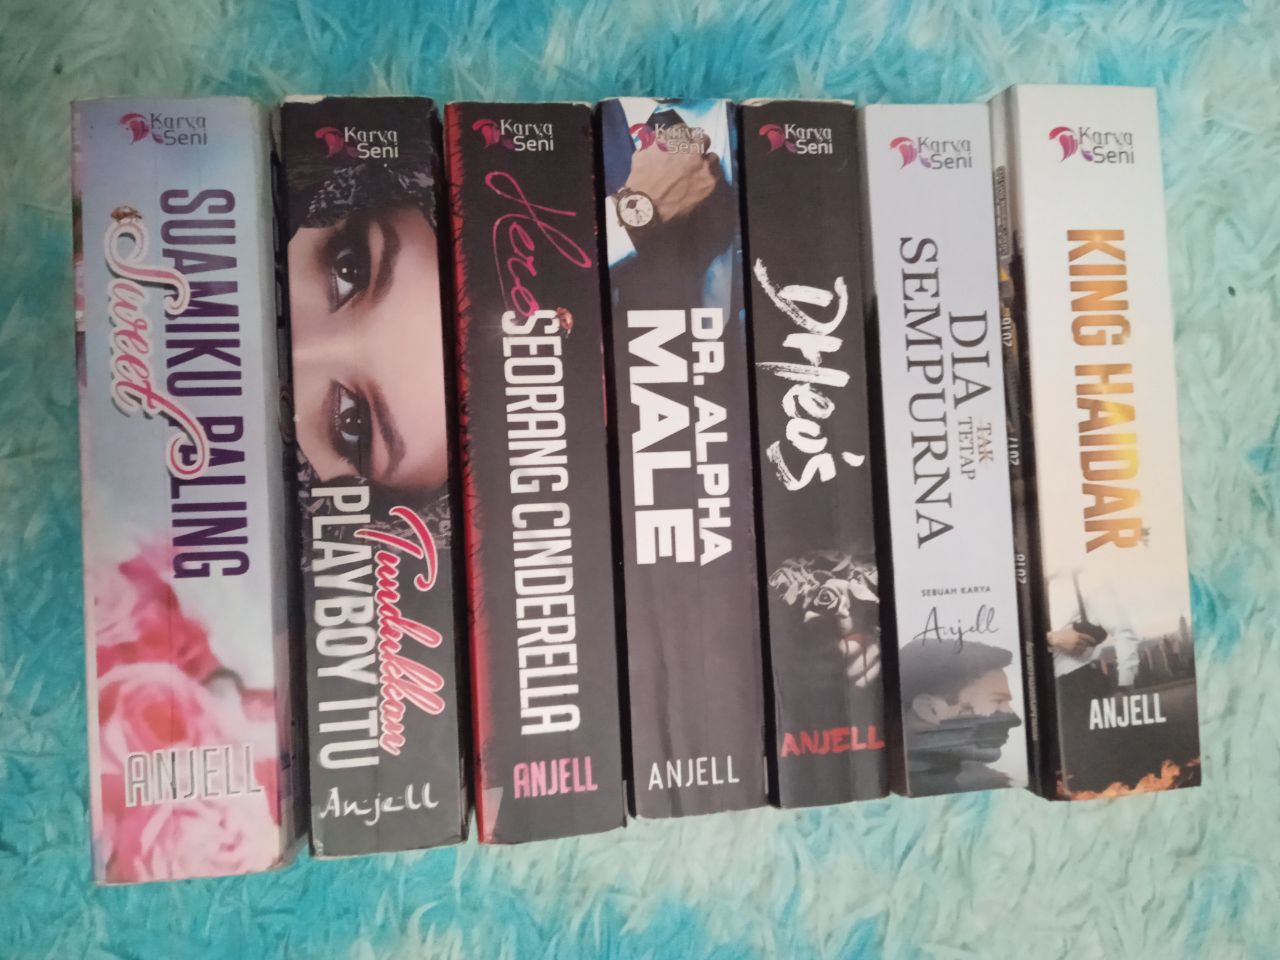 Karya
Seni
SUAMIKU PALING
Sweet
ANJELL
Karya
Seni
Tundukkan
PLAYBOY ITU
Anjell
Karya
Seni
Hero
SEORANG CINDERELLA
ANJELL
Karya
Seni
DR. ALPHA
MALE
ANJELL
Karya
Seni
ANJELL
Karya
Seni
DIA
TAK
TETAP
SEMPURNA
SEBUAH KARYA
Anjell
Karya
Seni
KING HAIDAR
ANJELL